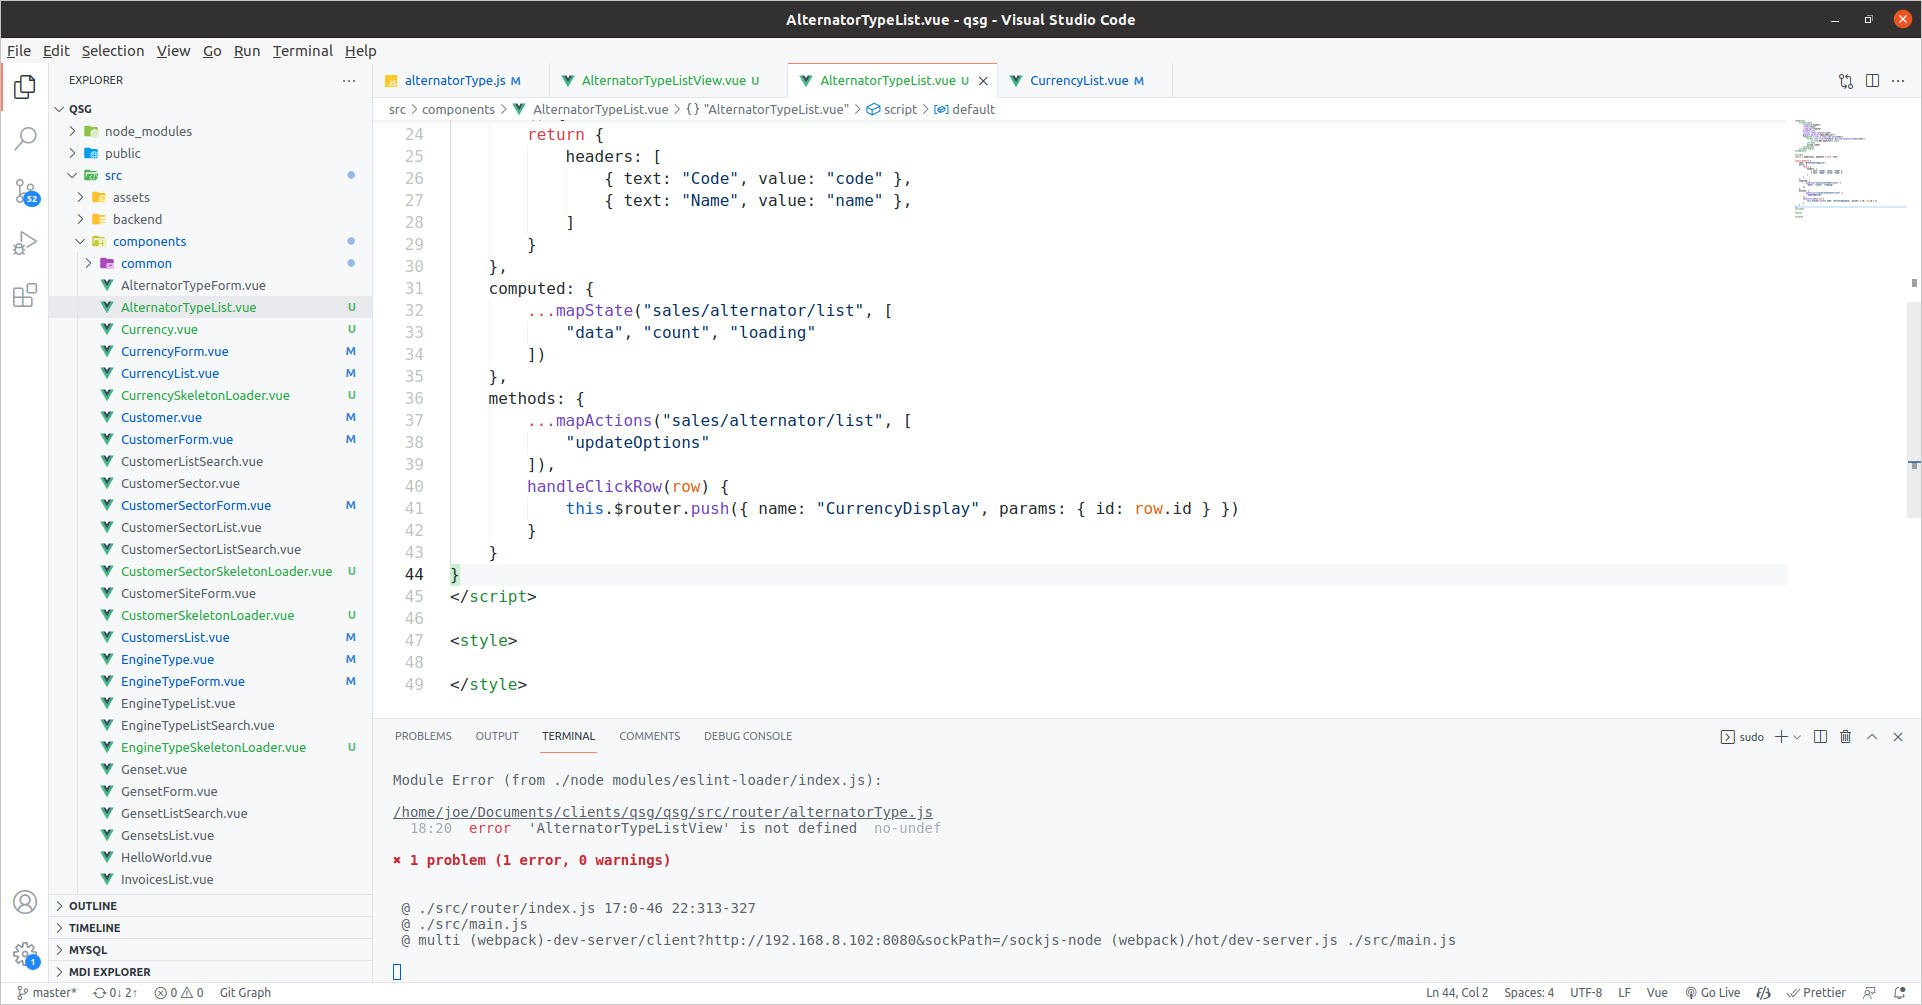 AlternatorTypeList.vue - qsg - Visual Studio Code
File Edit Selection View Go Run Terminal Help
EXPLORER
QSG
node_modules
public
src
assets
backend
components
common
AlternatorTypeForm.vue
AlternatorTypeList.vue U
Currency.vue U
CurrencyForm.vue M
CurrencyList.vue M
CurrencySkeletonLoader.vue U
Customer.vue M
CustomerForm.vue M
CustomerListSearch.vue
CustomerSector.vue
CustomerSectorForm.vue M
CustomerSectorList.vue
CustomerSectorListSearch.vue
CustomerSectorSkeletonLoader.vue U
CustomerSiteForm.vue
CustomerSkeletonLoader.vue U
CustomersList.vue M
EngineType.vue M
EngineTypeForm.vue M
EngineTypeList.vue
EngineTypeListSearch.vue
EngineTypeSkeletonLoader.vue U
Genset.vue
GensetForm.vue
GensetListSearch.vue
GensetsList.vue
HelloWorld.vue
InvoicesList.vue
OUTLINE
TIMELINE
MYSQL
MDI EXPLORER
52
1
alternatorType.js M AlternatorTypeListView.vue U AlternatorTypeList.vue U CurrencyList.vue M
src > components > AlternatorTypeList.vue > {} "AlternatorTypeList.vue" > script > default
24 return {
25 headers: [
26 { text: "Code", value: "code" },
27 { text: "Name", value: "name" },
28 ]
29 }
30 },
31 computed: {
32 ...mapState("sales/alternator/list", [
33 "data", "count", "loading"
34 ])
35 },
36 methods: {
37 ...mapActions("sales/alternator/list", [
38 "updateOptions"
39 ]),
40 handleClickRow(row) {
41 this.$router.push({ name: "CurrencyDisplay", params: { id: row.id } })
42 }
43 }
44 }
45 </script>
46
47 <style>
48
49 </style>
PROBLEMS OUTPUT TERMINAL COMMENTS DEBUG CONSOLE
sudo
Module Error (from ./node modules/eslint-loader/index.js):
/home/joe/Documents/clients/qsg/qsg/src/router/alternatorType.js
18:20 error 'AlternatorTypeListView' is not defined no-undef
✖ 1 problem (1 error, 0 warnings)
@ ./src/router/index.js 17:0-46 22:313-327
@ ./src/main.js
@ multi (webpack)-dev-server/client?http://192.168.8.102:8080&sockPath=/sockjs-node (webpack)/hot/dev-server.js ./src/main.js
master* 0↓ 2↑ 0 0 Git Graph
Ln 44, Col 2 Spaces: 4 UTF-8 LF Vue Go Live Prettier